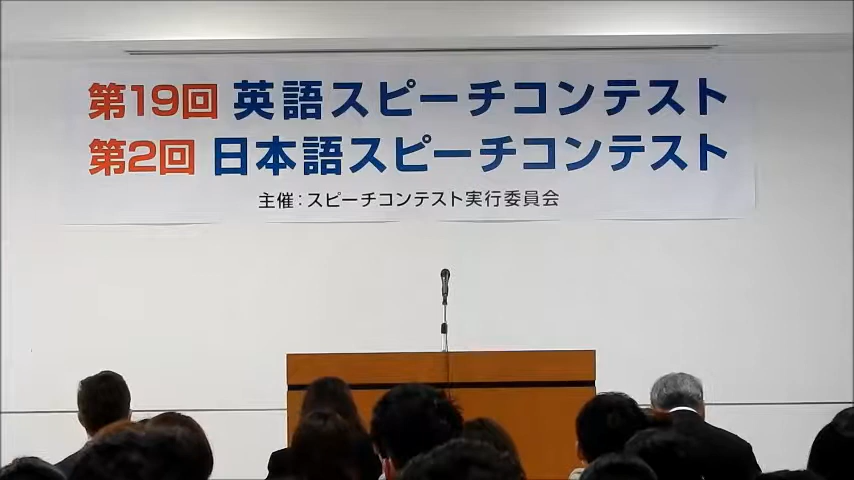 第19回 英語スピーチコンテスト
第2回 日本語スピーチコンテスト
主催：スピーチコンテスト実行委員会